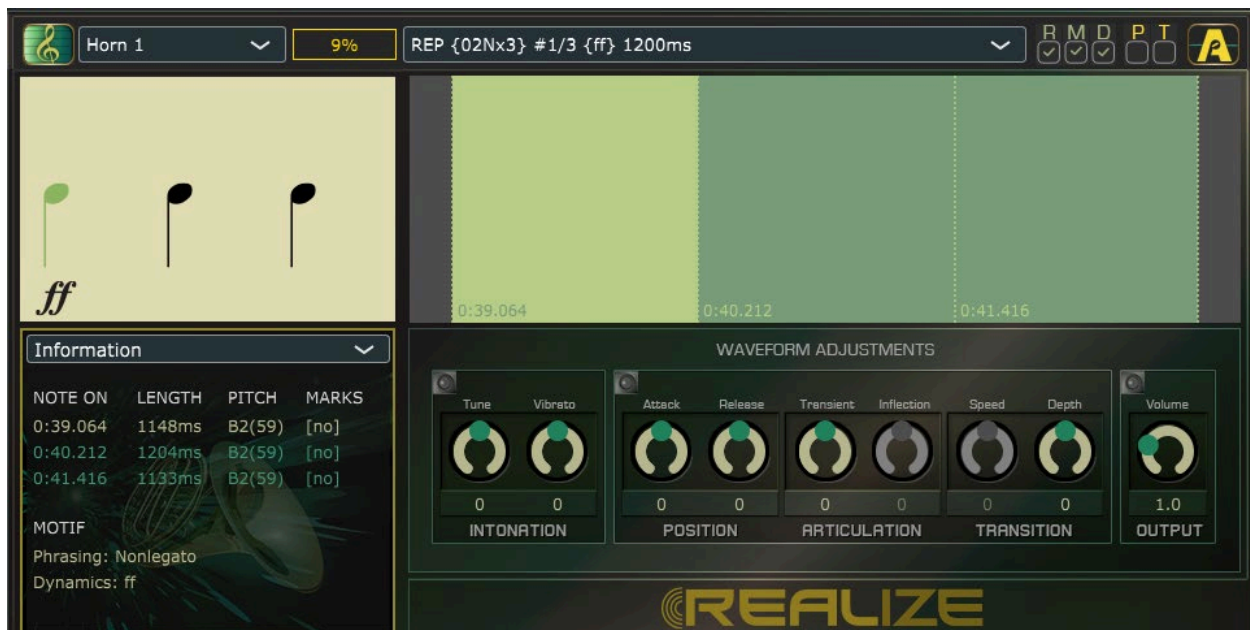 Horn 1 9% REP {02Nx3} #1/3 {ff} 1200ms R M D P T
ff
0:39.064 0:40.212 0:41.416
Information
NOTE ON LENGTH PITCH MARKS
0:39.064 1148ms B2(59) [no]
0:40.212 1204ms B2(59) [no]
0:41.416 1133ms B2(59) [no]
MOTIF
Phrasing: Nonlegato
Dynamics: ff
WAVEFORM ADJUSTMENTS
Tune Vibrato Attack Release Transient Inflection Speed Depth Volume
0 0 0 0 0 0 0 0 1.0
INTONATION POSITION ARTICULATION TRANSITION OUTPUT
REALIZE